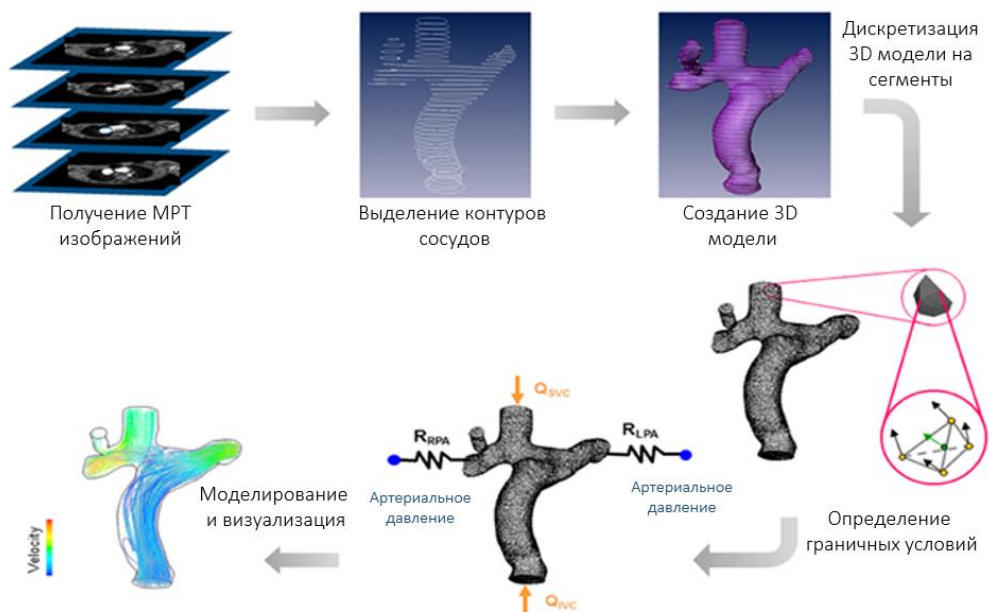 Получение МРТ
изображений
Выделение контуров
сосудов
Создание 3D
модели
Дискретизация
3D модели на
сегменты
Определение
граничных условий
Q_SVC
R_RPA
R_LPA
Артериальное
давление
Артериальное
давление
Q_IVC
Моделирование
и визуализация
Velocity